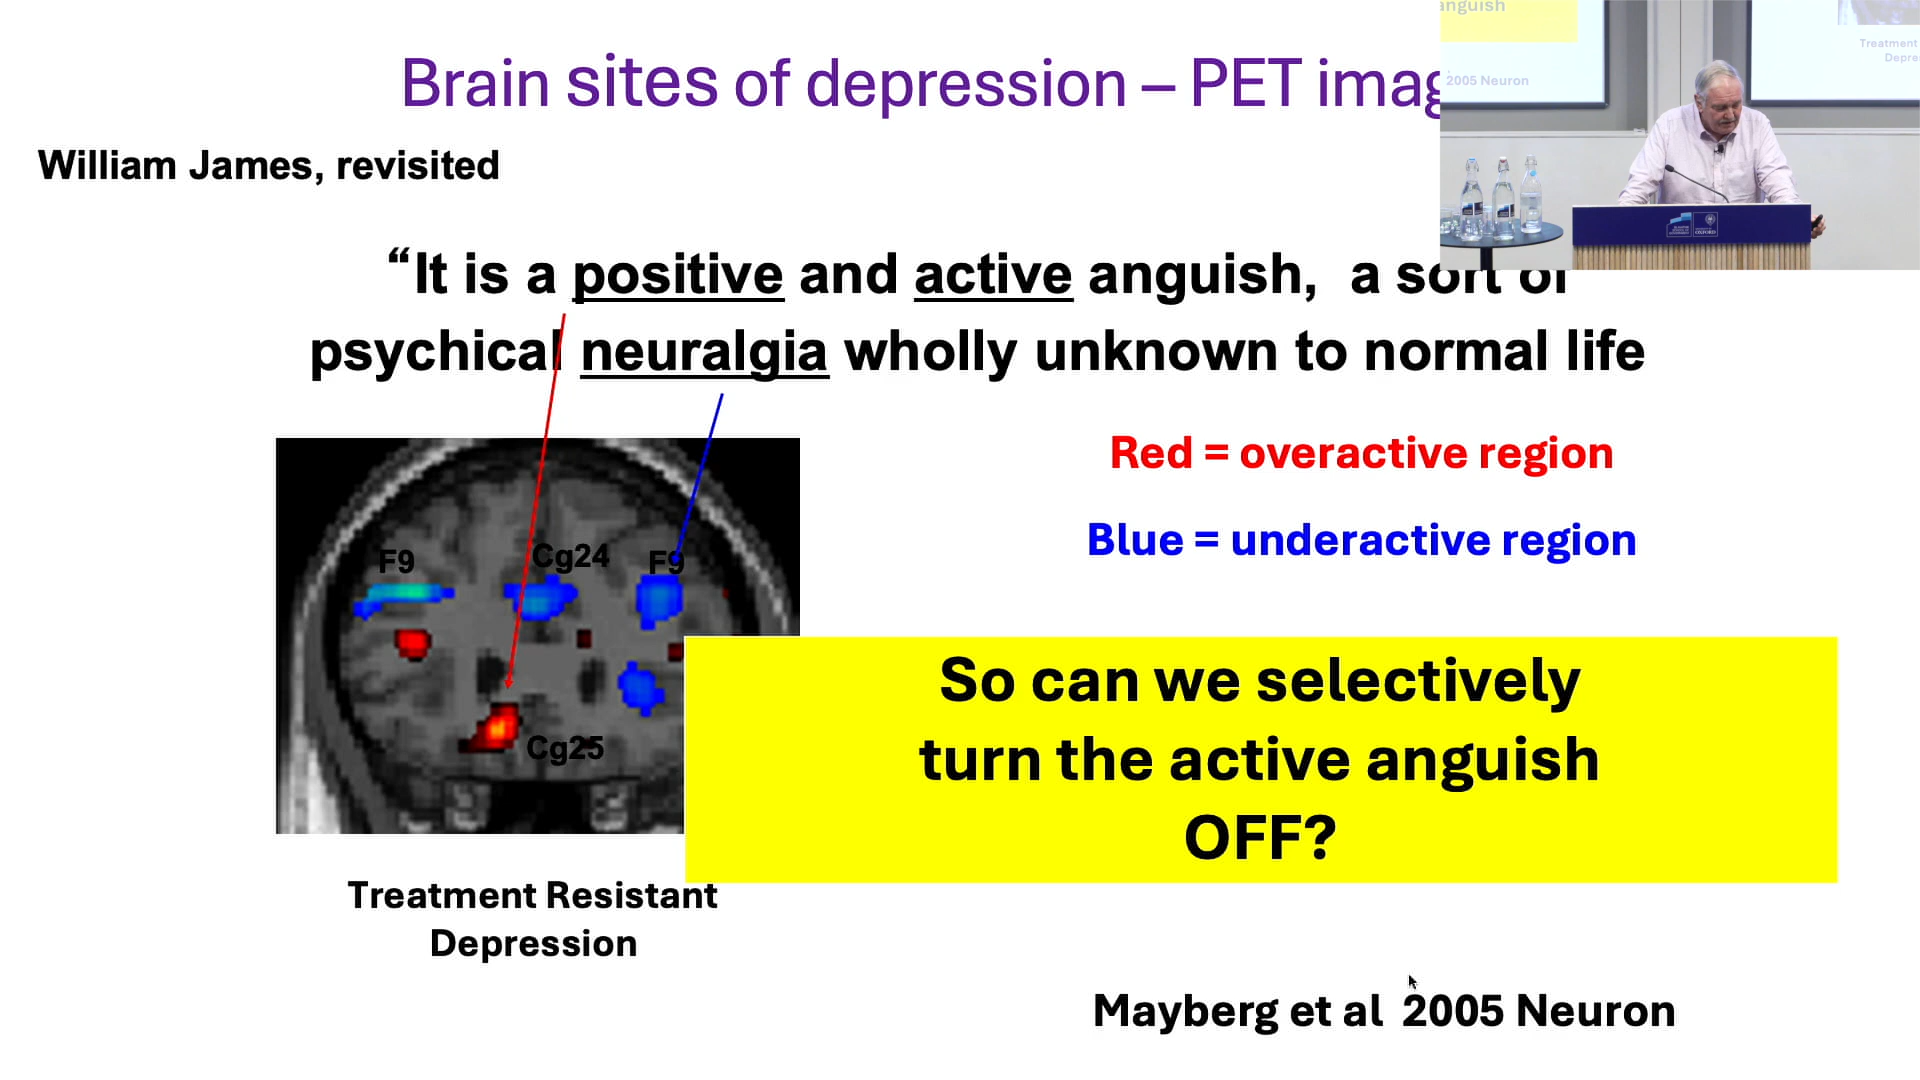 Brain sites of depression – PET imag
William James, revisited
“It is a positive and active anguish, a sort of
psychical neuralgia wholly unknown to normal life
Red = overactive region
Blue = underactive region
F9
Cg24
F9
Cg25
So can we selectively
turn the active anguish
OFF?
Treatment Resistant
Depression
Mayberg et al 2005 Neuron
anguish
2005 Neuron
Treatment
Depre
OXFORD